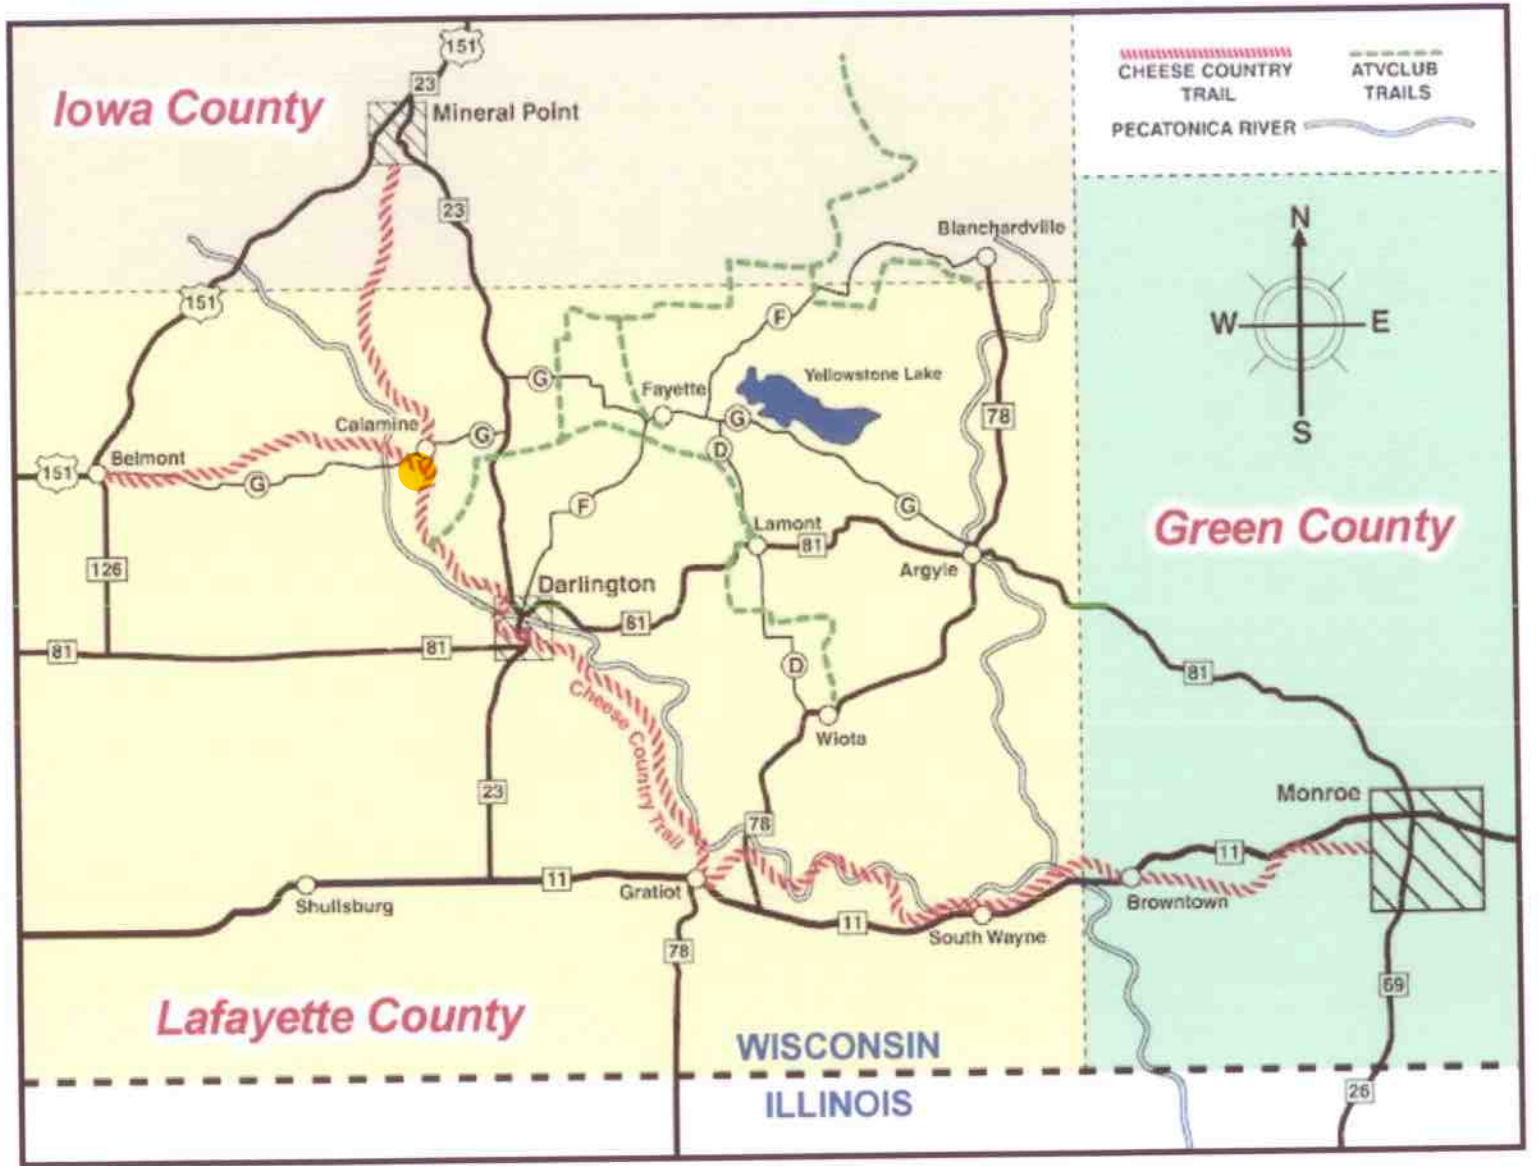 151
23
Iowa County
Mineral Point
CHEESE COUNTRY
TRAIL
ATVCLUB
TRAILS
PECATONICA RIVER
23
Blanchardville
N
W
E
S
151
F
G
Fayette
Yellowstone Lake
78
Calamine
G
G
D
151
Belmont
G
F
G
Lamont
81
Green County
126
Argyle
Darlington
81
81
81
D
81
Cheese Country Trail
Wiota
23
Monroe
78
11
11
Gratiot
Shullsburg
11
Browntown
South Wayne
78
69
Lafayette County
WISCONSIN
ILLINOIS
26